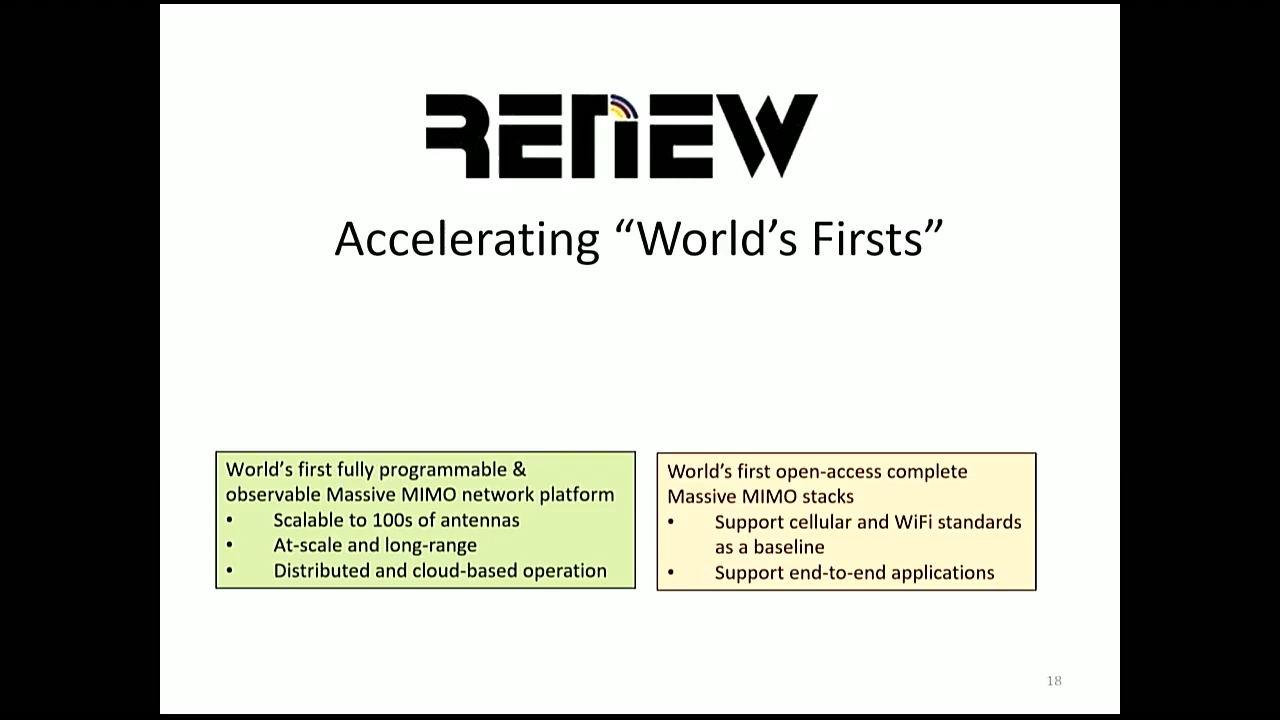 RENEW
Accelerating “World’s Firsts”
World’s first fully programmable &
observable Massive MIMO network platform
• Scalable to 100s of antennas
• At-scale and long-range
• Distributed and cloud-based operation
World’s first open-access complete
Massive MIMO stacks
• Support cellular and WiFi standards
as a baseline
• Support end-to-end applications
18